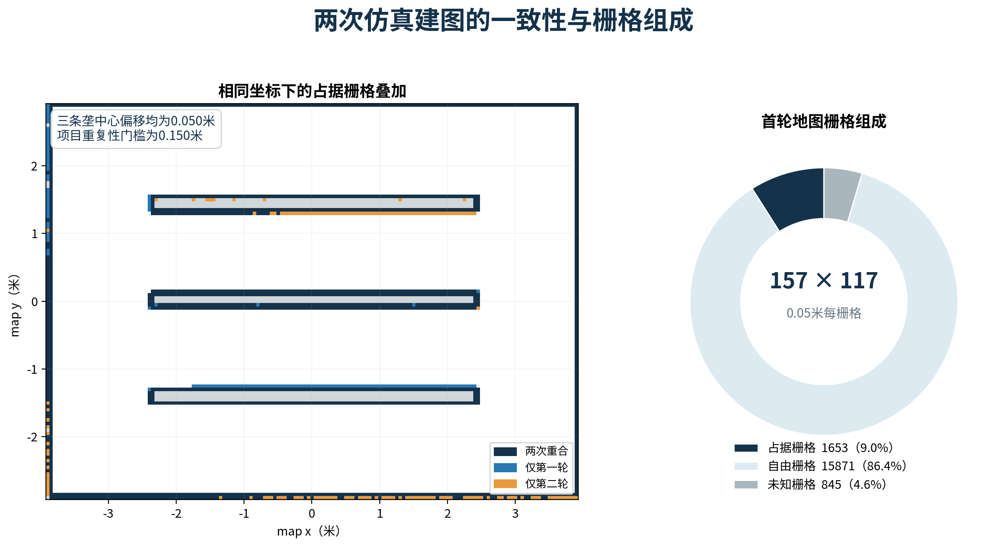 两次仿真建图的一致性与栅格组成
相同坐标下的占据栅格叠加
三条垄中心偏移均为0.050米
项目重复性门槛为0.150米
2
1
0
-1
-2
map y（米）
-3
-2
-1
0
1
2
3
map x（米）
两次重合
仅第一轮
仅第二轮
首轮地图栅格组成
157 × 117
0.05米每栅格
占据栅格 1653（9.0%）
自由栅格 15871（86.4%）
未知栅格 845（4.6%）